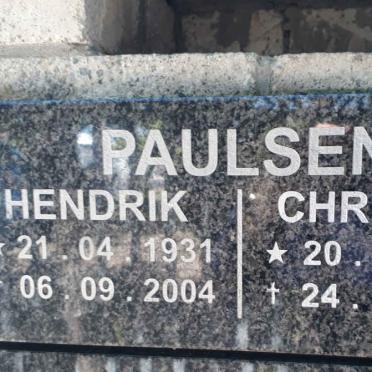 PAULSEN
HENDRIK CHR
★ 21 . 04 . 1931 ★ 20 .
† 06 . 09 . 2004 † 24 .